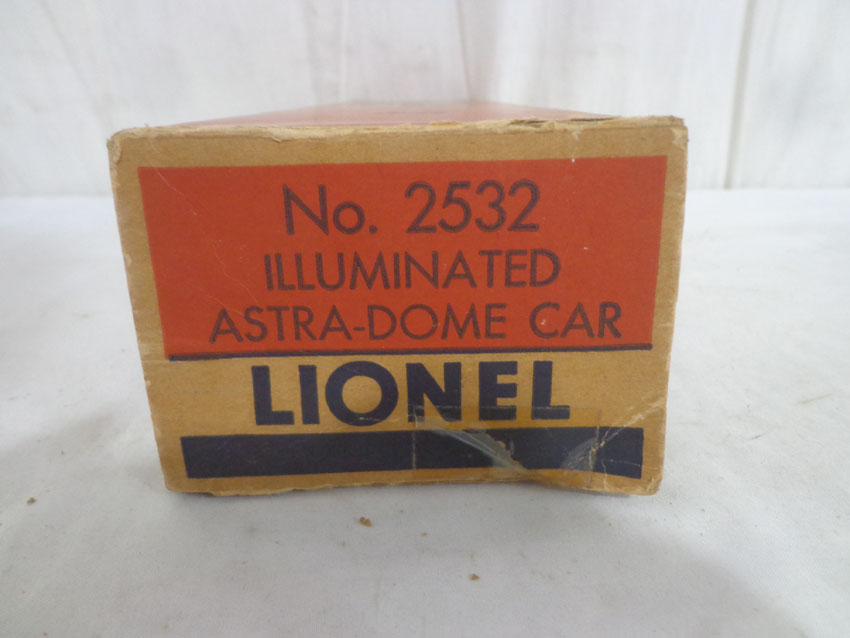 No. 2532
ILLUMINATED
ASTRA-DOME CAR
LIONEL